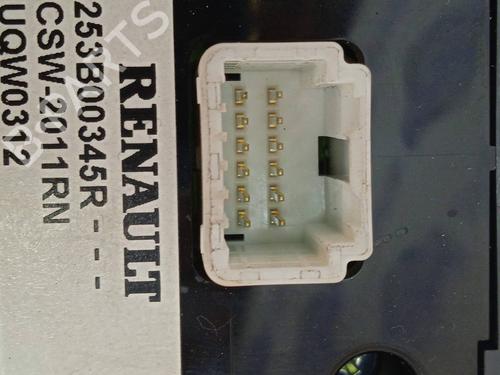 RENAULT
253B00345R---
CSW-2011RN
UQW0312